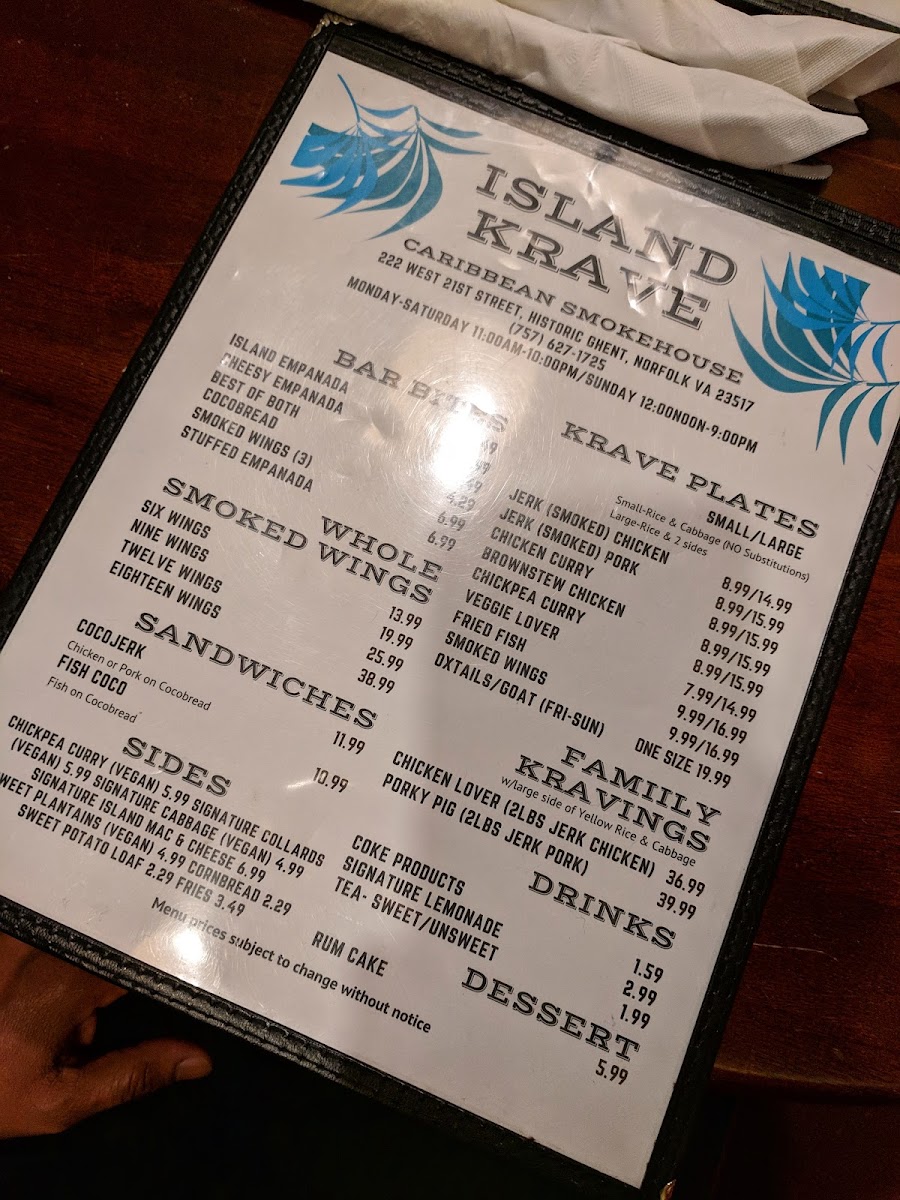 ISLAND
KRAVE
CARIBBEAN SMOKEHOUSE
222 WEST 21ST STREET, HISTORIC GHENT, NORFOLK VA 23517
(757) 627-1725
MONDAY-SATURDAY 11:00AM-10:00PM/SUNDAY 12:00NOON-9:00PM
BAR BITES
ISLAND EMPANADA
CHEESY EMPANADA
BEST OF BOTH
COCOBREAD 4.29
SMOKED WINGS (3) 6.99
STUFFED EMPANADA 6.99
WHOLE
SMOKED WINGS
SIX WINGS 13.99
NINE WINGS 19.99
TWELVE WINGS 25.99
EIGHTEEN WINGS 38.99
SANDWICHES
COCOJERK 11.99
Chicken or Pork on Cocobread
FISH COCO 10.99
Fish on Cocobread
SIDES
CHICKPEA CURRY (VEGAN) 5.99 SIGNATURE COLLARDS
(VEGAN) 5.99 SIGNATURE CABBAGE (VEGAN) 4.99
SIGNATURE ISLAND MAC & CHEESE 6.99
SWEET PLANTAINS (VEGAN) 4.99 CORNBREAD 2.29
SWEET POTATO LOAF 2.29 FRIES 3.49
KRAVE PLATES
SMALL/LARGE
Small-Rice & Cabbage (NO Substitutions)
Large-Rice & 2 sides
JERK (SMOKED) CHICKEN 8.99/14.99
JERK (SMOKED) PORK 8.99/15.99
CHICKEN CURRY 8.99/15.99
BROWNSTEW CHICKEN 8.99/15.99
CHICKPEA CURRY 8.99/15.99
VEGGIE LOVER 7.99/14.99
FRIED FISH 9.99/16.99
SMOKED WINGS 9.99/16.99
OXTAILS/GOAT (FRI-SUN) ONE SIZE 19.99
FAMIILY
KRAVINGS
w/large side of Yellow Rice & Cabbage
CHICKEN LOVER (2LBS JERK CHICKEN) 36.99
PORKY PIG (2LBS JERK PORK) 39.99
DRINKS
COKE PRODUCTS 1.59
SIGNATURE LEMONADE 2.99
TEA- SWEET/UNSWEET 1.99
DESSERT
RUM CAKE 5.99
Menu prices subject to change without notice